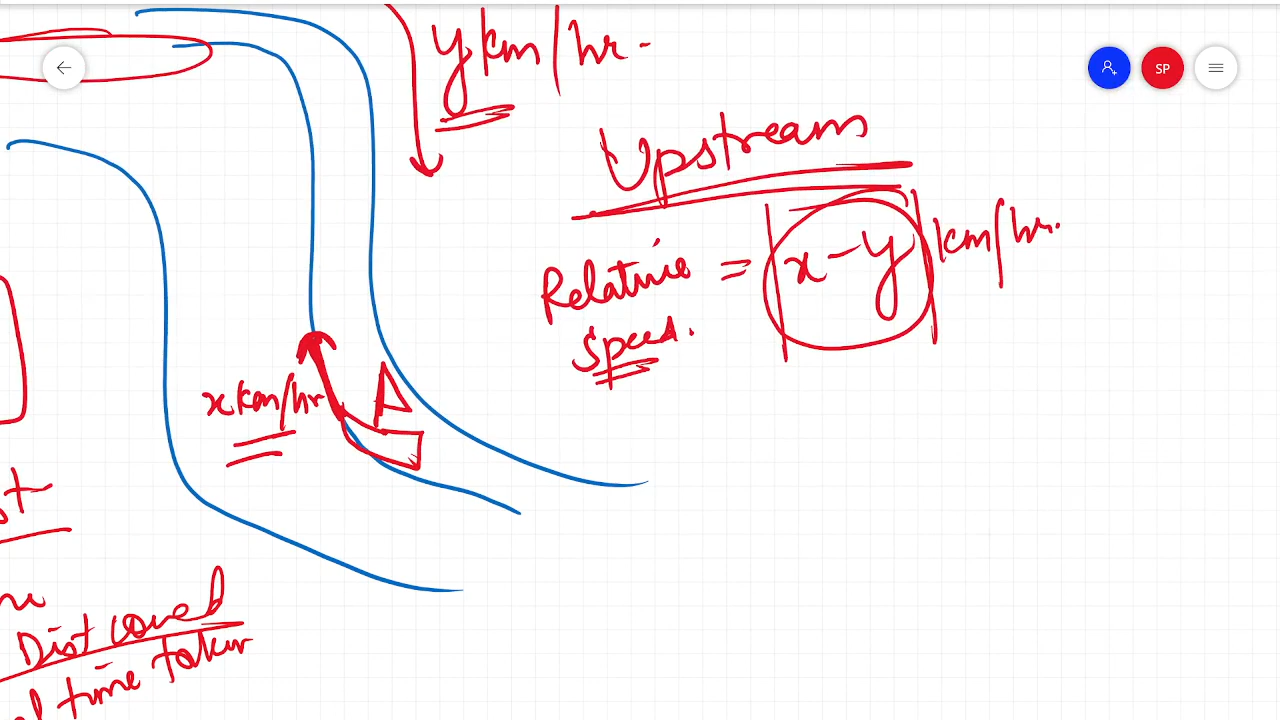 y km/hr.
SP
Upstream
Relative = |x-y| km/hr.
Speed.
x km/hr
Dist covered
time taken